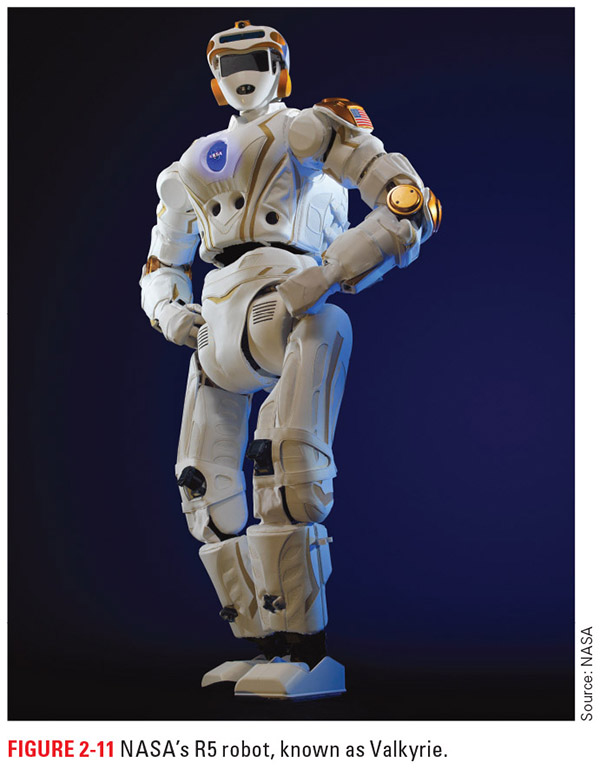 NASA
Source: NASA
FIGURE 2-11 NASA's R5 robot, known as Valkyrie.